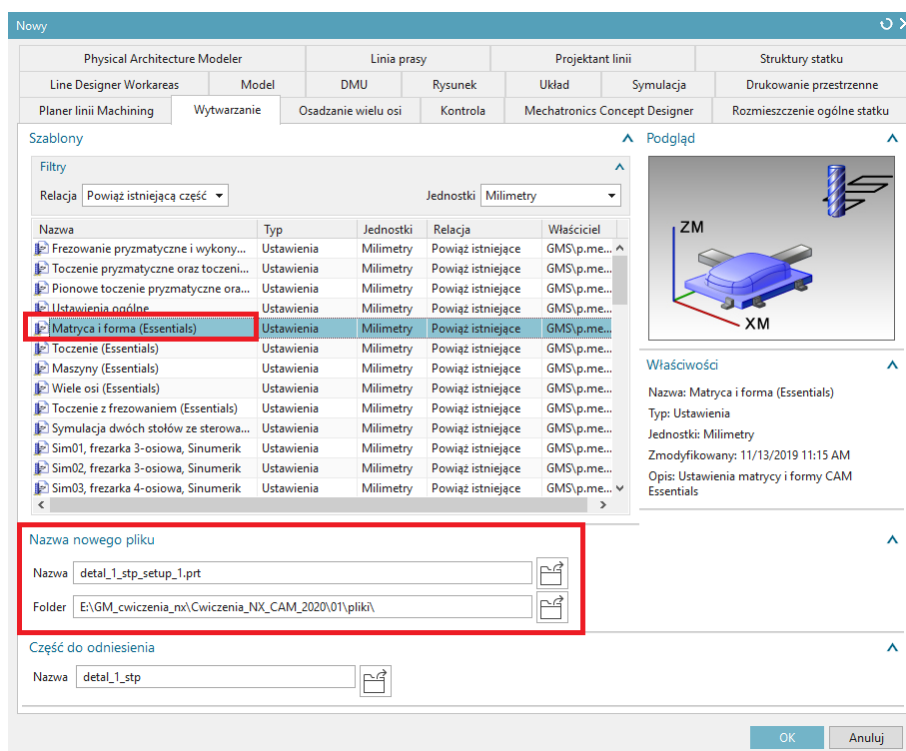 Nowy
Physical Architecture Modeler Linia prasy Projektant linii Struktury statku
Line Designer Workareas Model DMU Rysunek Układ Symulacja Drukowanie przestrzenne
Planer linii Machining Wytwarzanie Osadzanie wielu osi Kontrola Mechatronics Concept Designer Rozmieszczenie ogólne statku
Szablony
Filtry
Relacja Powiąż istniejącą część Jednostki Milimetry
Nazwa Typ Jednostki Relacja Właściciel
Frezowanie pryzmatyczne i wykony... Ustawienia Milimetry Powiąż istniejące GMS\p.me...
Toczenie pryzmatyczne oraz toczeni... Ustawienia Milimetry Powiąż istniejące GMS\p.me...
Pionowe toczenie pryzmatyczne ora... Ustawienia Milimetry Powiąż istniejące GMS\p.me...
Ustawienia ogólne Ustawienia Milimetry Powiąż istniejące GMS\p.me...
Matryca i forma (Essentials) Ustawienia Milimetry Powiąż istniejące GMS\p.me...
Toczenie (Essentials) Ustawienia Milimetry Powiąż istniejące GMS\p.me...
Maszyny (Essentials) Ustawienia Milimetry Powiąż istniejące GMS\p.me...
Wiele osi (Essentials) Ustawienia Milimetry Powiąż istniejące GMS\p.me...
Toczenie z frezowaniem (Essentials) Ustawienia Milimetry Powiąż istniejące GMS\p.me...
Symulacja dwóch stołów ze sterowa... Ustawienia Milimetry Powiąż istniejące GMS\p.me...
Sim01, frezarka 3-osiowa, Sinumerik Ustawienia Milimetry Powiąż istniejące GMS\p.me...
Sim02, frezarka 3-osiowa, Sinumerik Ustawienia Milimetry Powiąż istniejące GMS\p.me...
Sim03, frezarka 4-osiowa, Sinumerik Ustawienia Milimetry Powiąż istniejące GMS\p.me...
Podgląd
ZM
XM
Właściwości
Nazwa: Matryca i forma (Essentials)
Typ: Ustawienia
Jednostki: Milimetry
Zmodyfikowany: 11/13/2019 11:15 AM
Opis: Ustawienia matrycy i formy CAM
Essentials
Nazwa nowego pliku
Nazwa detal_1_stp_setup_1.prt
Folder E:\GM_cwiczenia_nx\Cwiczenia_NX_CAM_2020\01\pliki\
Część do odniesienia
Nazwa detal_1_stp
OK Anuluj